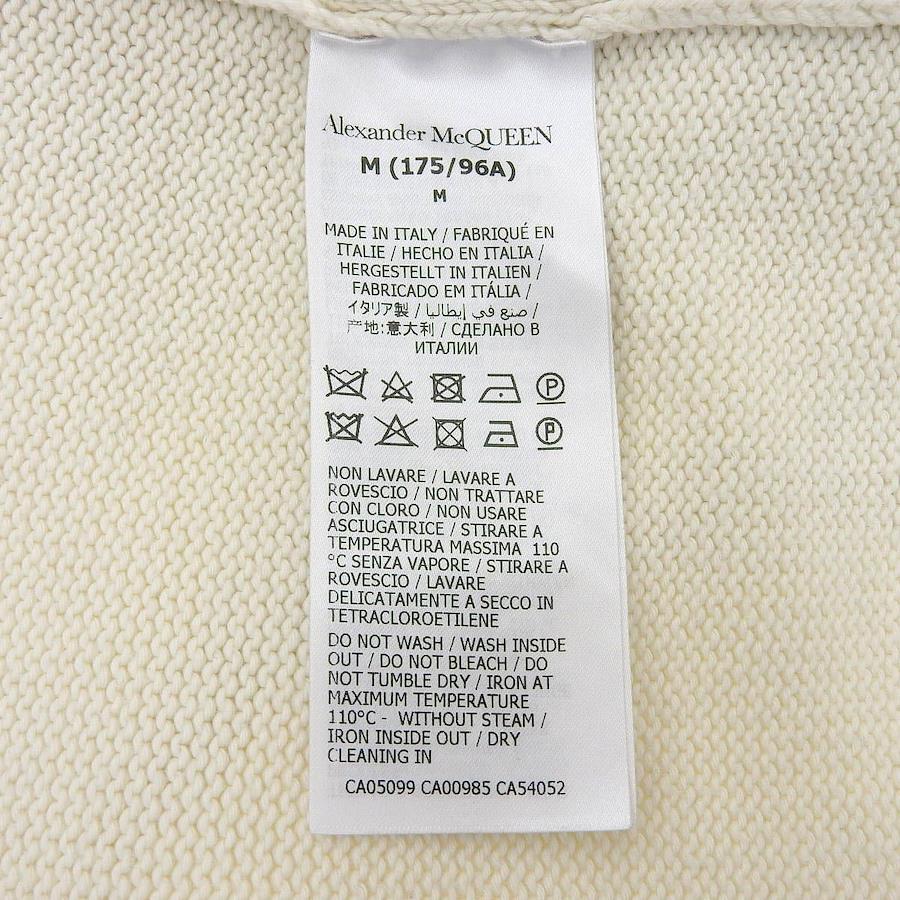 Alexander McQUEEN
M (175/96A)
M
MADE IN ITALY / FABRIQUÉ EN
ITALIE / HECHO EN ITALIA /
HERGESTELLT IN ITALIEN /
FABRICADO EM ITÁLIA /
イタリア製 / صنع في إيطاليا /
产地:意大利 / СДЕЛАНО В
ИТАЛИИ
P
P
NON LAVARE / LAVARE A
ROVESCIO / NON TRATTARE
CON CLORO / NON USARE
ASCIUGATRICE / STIRARE A
TEMPERATURA MASSIMA 110
°C SENZA VAPORE / STIRARE A
ROVESCIO / LAVARE
DELICATAMENTE A SECCO IN
TETRACLOROETILENE
DO NOT WASH / WASH INSIDE
OUT / DO NOT BLEACH / DO
NOT TUMBLE DRY / IRON AT
MAXIMUM TEMPERATURE
110°C - WITHOUT STEAM /
IRON INSIDE OUT / DRY
CLEANING IN
CA05099 CA00985 CA54052